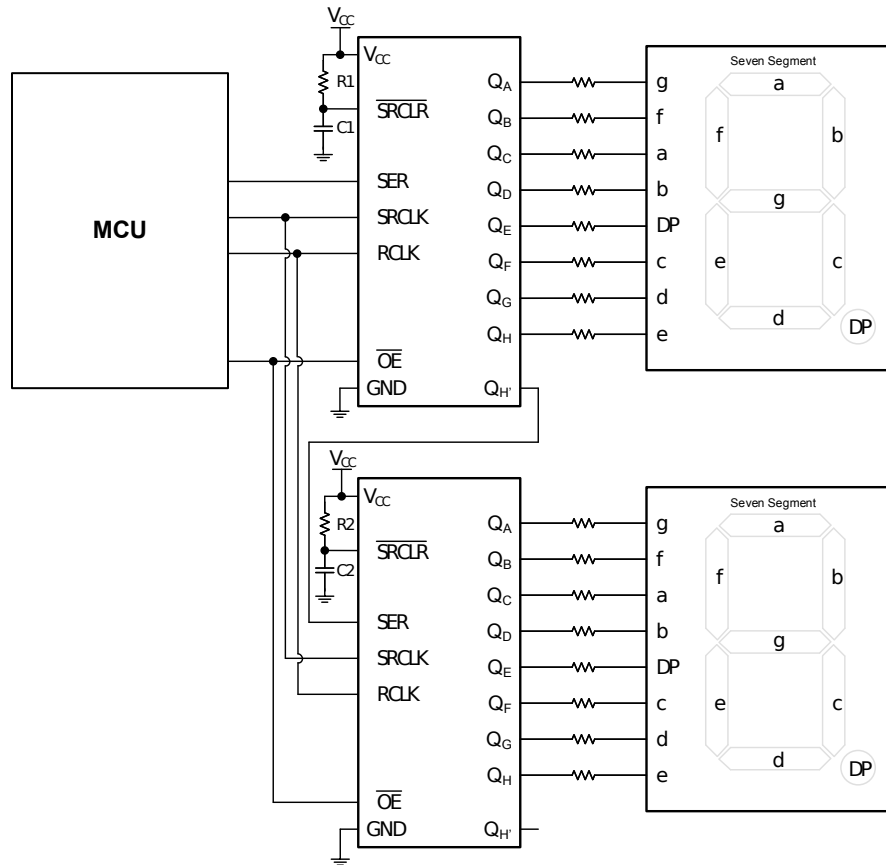 MCU
VCC
VCC
R1
SRCLR
C1
SER
SRCLK
RCLK
OE
GND
QA
QB
QC
QD
QE
QF
QG
QH
QH'
Seven Segment
g
f
a
b
DP
c
d
e
a
f
b
g
e
c
d
DP
VCC
VCC
R2
SRCLR
C2
SER
SRCLK
RCLK
OE
GND
QA
QB
QC
QD
QE
QF
QG
QH
QH'
Seven Segment
g
f
a
b
DP
c
d
e
a
f
b
g
e
c
d
DP